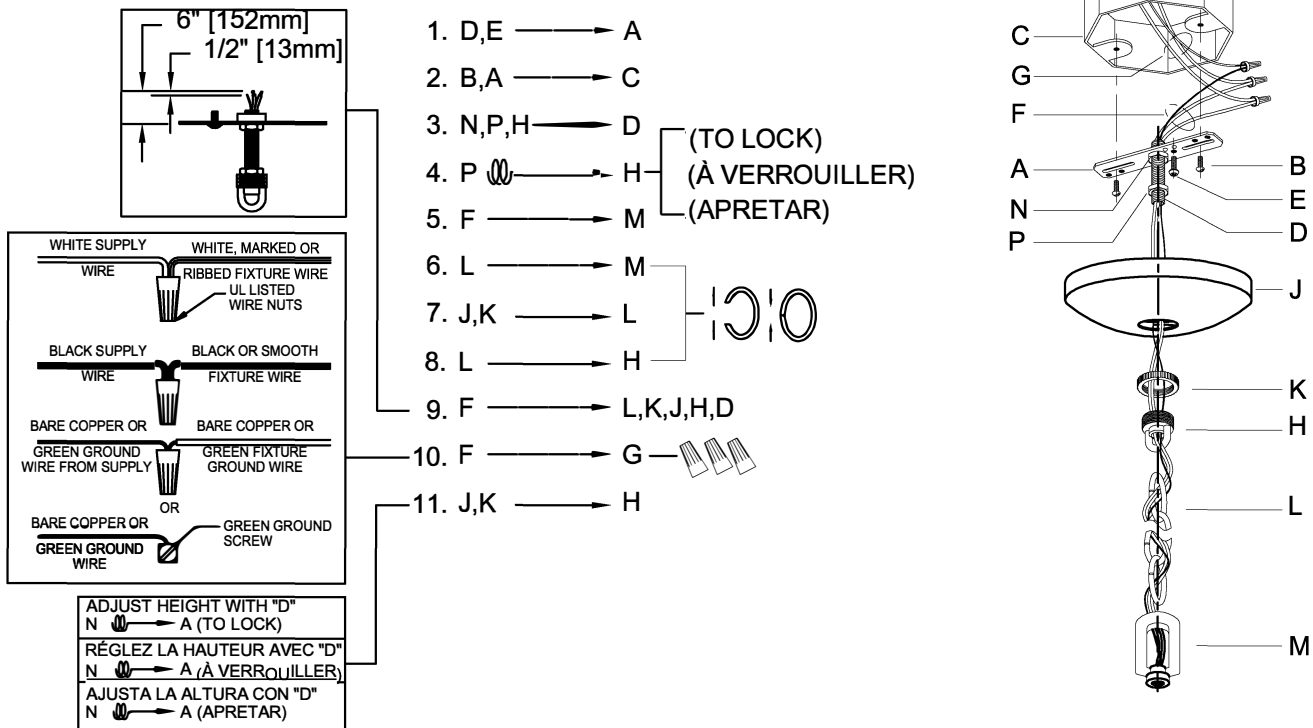 6" [152mm]
1/2" [13mm]
WHITE SUPPLY
WIRE
WHITE, MARKED OR
RIBBED FIXTURE WIRE
UL LISTED
WIRE NUTS
BLACK SUPPLY
WIRE
BLACK OR SMOOTH
FIXTURE WIRE
BARE COPPER OR
GREEN GROUND
WIRE FROM SUPPLY
BARE COPPER OR
GREEN FIXTURE
GROUND WIRE
OR
BARE COPPER OR
GREEN GROUND
WIRE
GREEN GROUND
SCREW
ADJUST HEIGHT WITH "D"
N A (TO LOCK)
RÉGLEZ LA HAUTEUR AVEC "D"
N A (À VERROUILLER)
AJUSTA LA ALTURA CON "D"
N A (APRETAR)
1. D,E A
2. B,A C
3. N,P,H D
4. P H
(TO LOCK)
(À VERROUILLER)
(APRETAR)
5. F M
6. L M
7. J,K L
8. L H
9. F L,K,J,H,D
10. F G
11. J,K H
C
G
F
A
N
P
B
E
D
J
K
H
L
M